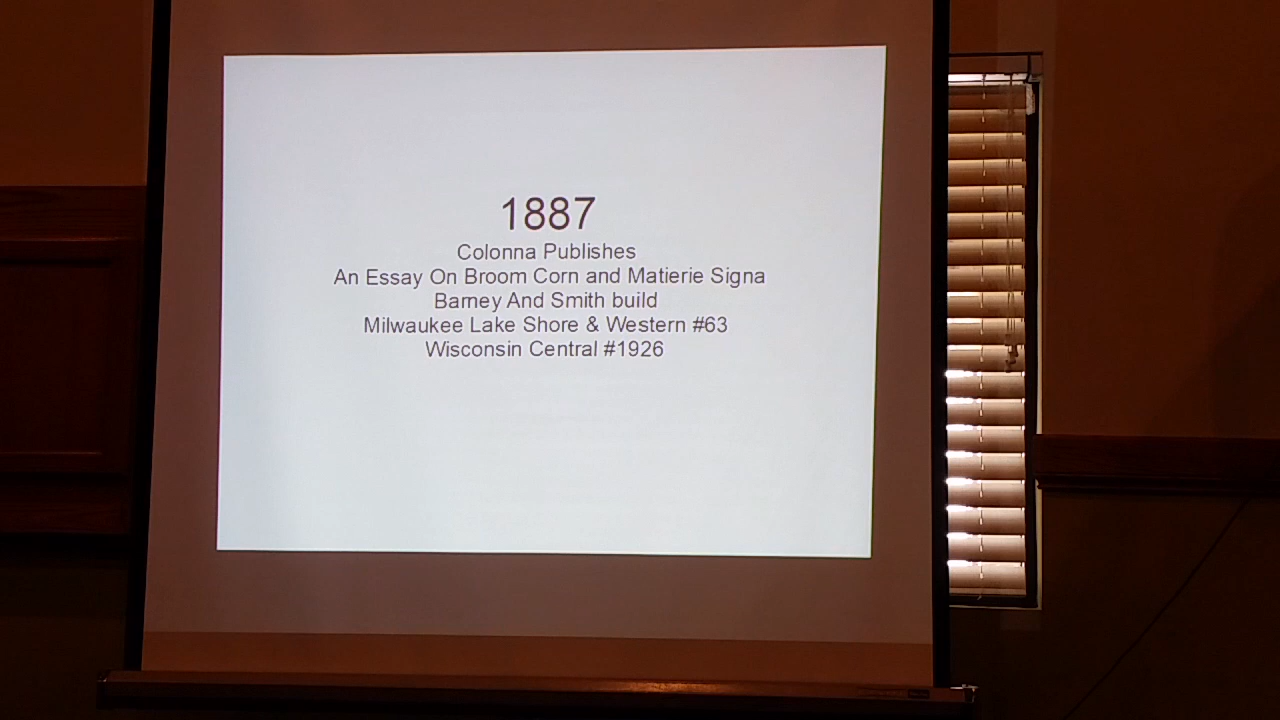 1887
Colonna Publishes
An Essay On Broom Corn and Matierie Signa
Barney And Smith build
Milwaukee Lake Shore & Western #63
Wisconsin Central #1926